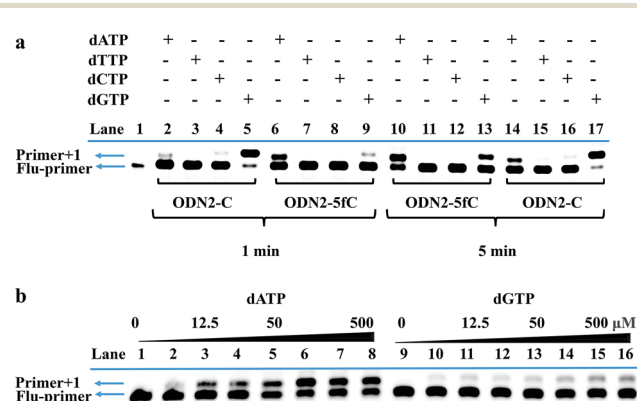 a
dATP + - - - + - - - + - - - + - - -
dTTP - + - - - + - - - + - - - + - -
dCTP - - + - - - + - - - + - - - + -
dGTP - - - + - - - + - - - + - - - +
Lane 1 2 3 4 5 6 7 8 9 10 11 12 13 14 15 16 17
Primer+1
Flu-primer
ODN2-C ODN2-5fC ODN2-5fC ODN2-C
1 min 5 min
b
dATP dGTP
0 12.5 50 500 0 12.5 50 500 μM
Lane 1 2 3 4 5 6 7 8 9 10 11 12 13 14 15 16
Primer+1
Flu-primer